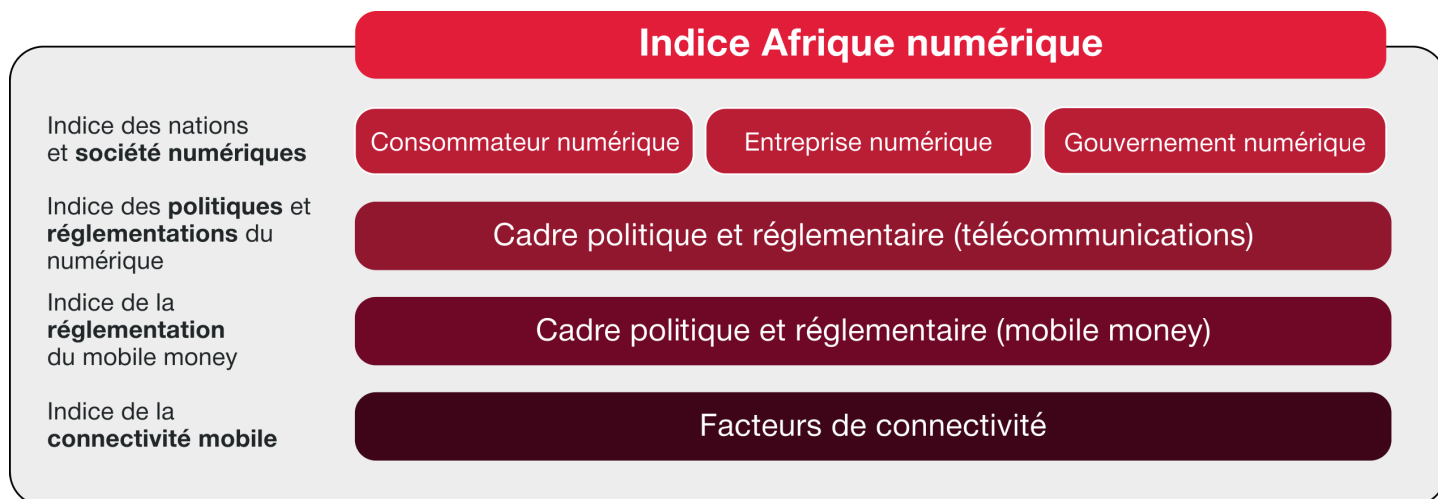 Indice Afrique numérique
Indice des nations
et société numériques
Consommateur numérique
Entreprise numérique
Gouvernement numérique
Indice des politiques et
réglementations du
numérique
Cadre politique et réglementaire (télécommunications)
Indice de la
réglementation
du mobile money
Cadre politique et réglementaire (mobile money)
Indice de la
connectivité mobile
Facteurs de connectivité